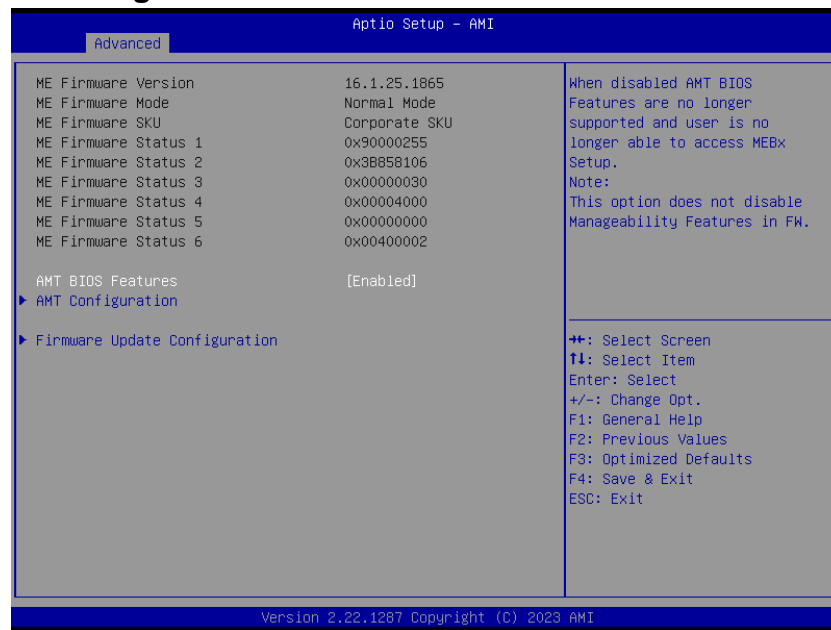 Aptio Setup – AMI
Advanced
ME Firmware Version 16.1.25.1865
ME Firmware Mode Normal Mode
ME Firmware SKU Corporate SKU
ME Firmware Status 1 0x90000255
ME Firmware Status 2 0x3B858106
ME Firmware Status 3 0x00000030
ME Firmware Status 4 0x00004000
ME Firmware Status 5 0x00000000
ME Firmware Status 6 0x00400002
AMT BIOS Features [Enabled]
AMT Configuration
Firmware Update Configuration
When disabled AMT BIOS
Features are no longer
supported and user is no
longer able to access MEBx
Setup.
Note:
This option does not disable
Manageability Features in FW.
→←: Select Screen
↑↓: Select Item
Enter: Select
+/-: Change Opt.
F1: General Help
F2: Previous Values
F3: Optimized Defaults
F4: Save & Exit
ESC: Exit
Version 2.22.1287 Copyright (C) 2023 AMI